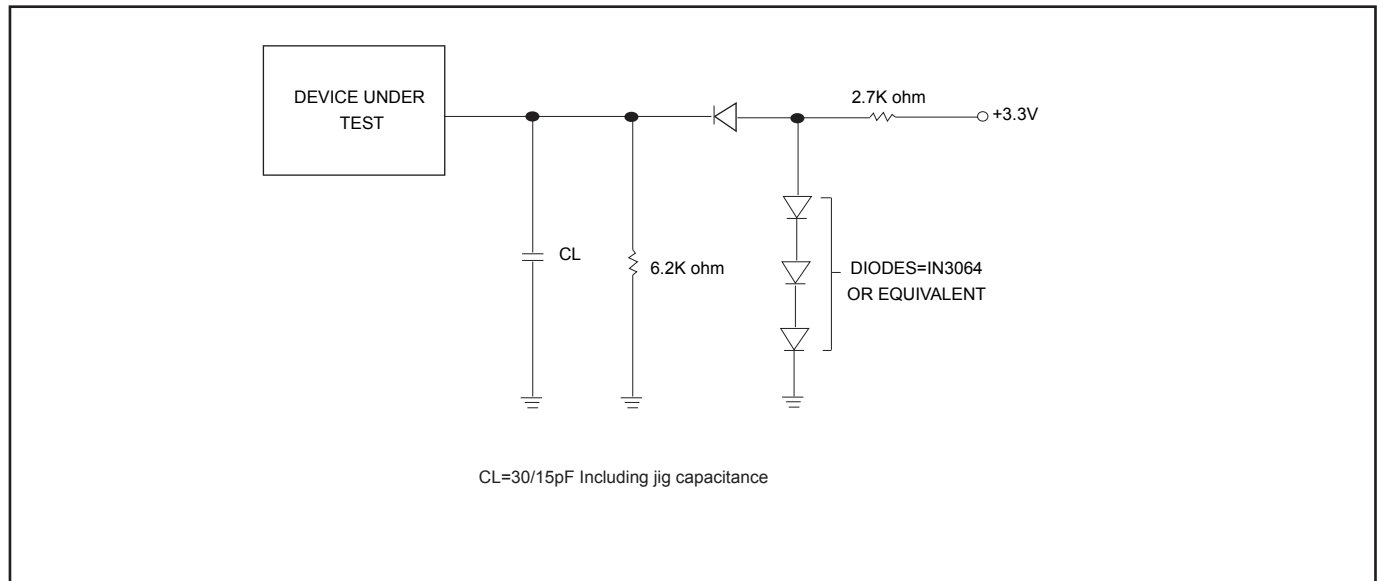 DEVICE UNDER
TEST
2.7K ohm
+3.3V
CL
6.2K ohm
DIODES=IN3064
OR EQUIVALENT
CL=30/15pF Including jig capacitance